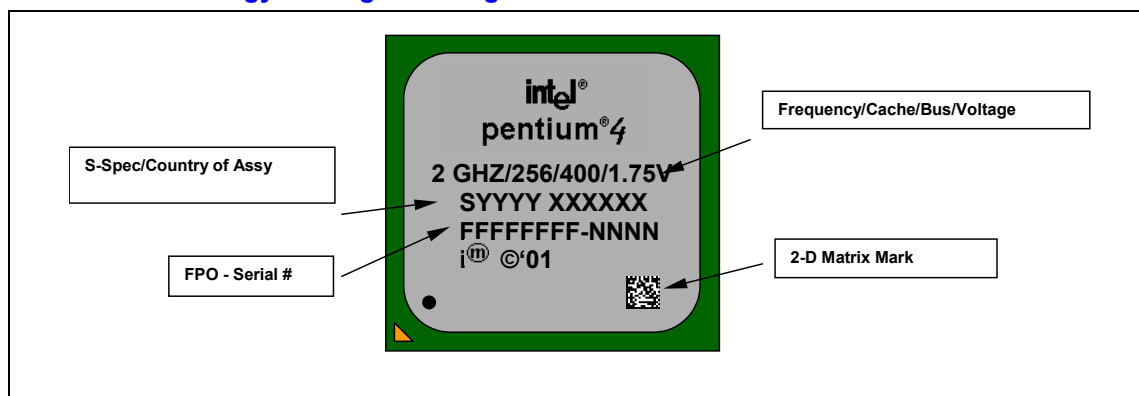 intel®
pentium®4
2 GHZ/256/400/1.75V
SYYYY XXXXXX
FFFFFFFF-NNNN
i ⓜ ©'01
Frequency/Cache/Bus/Voltage
S-Spec/Country of Assy
FPO - Serial #
2-D Matrix Mark